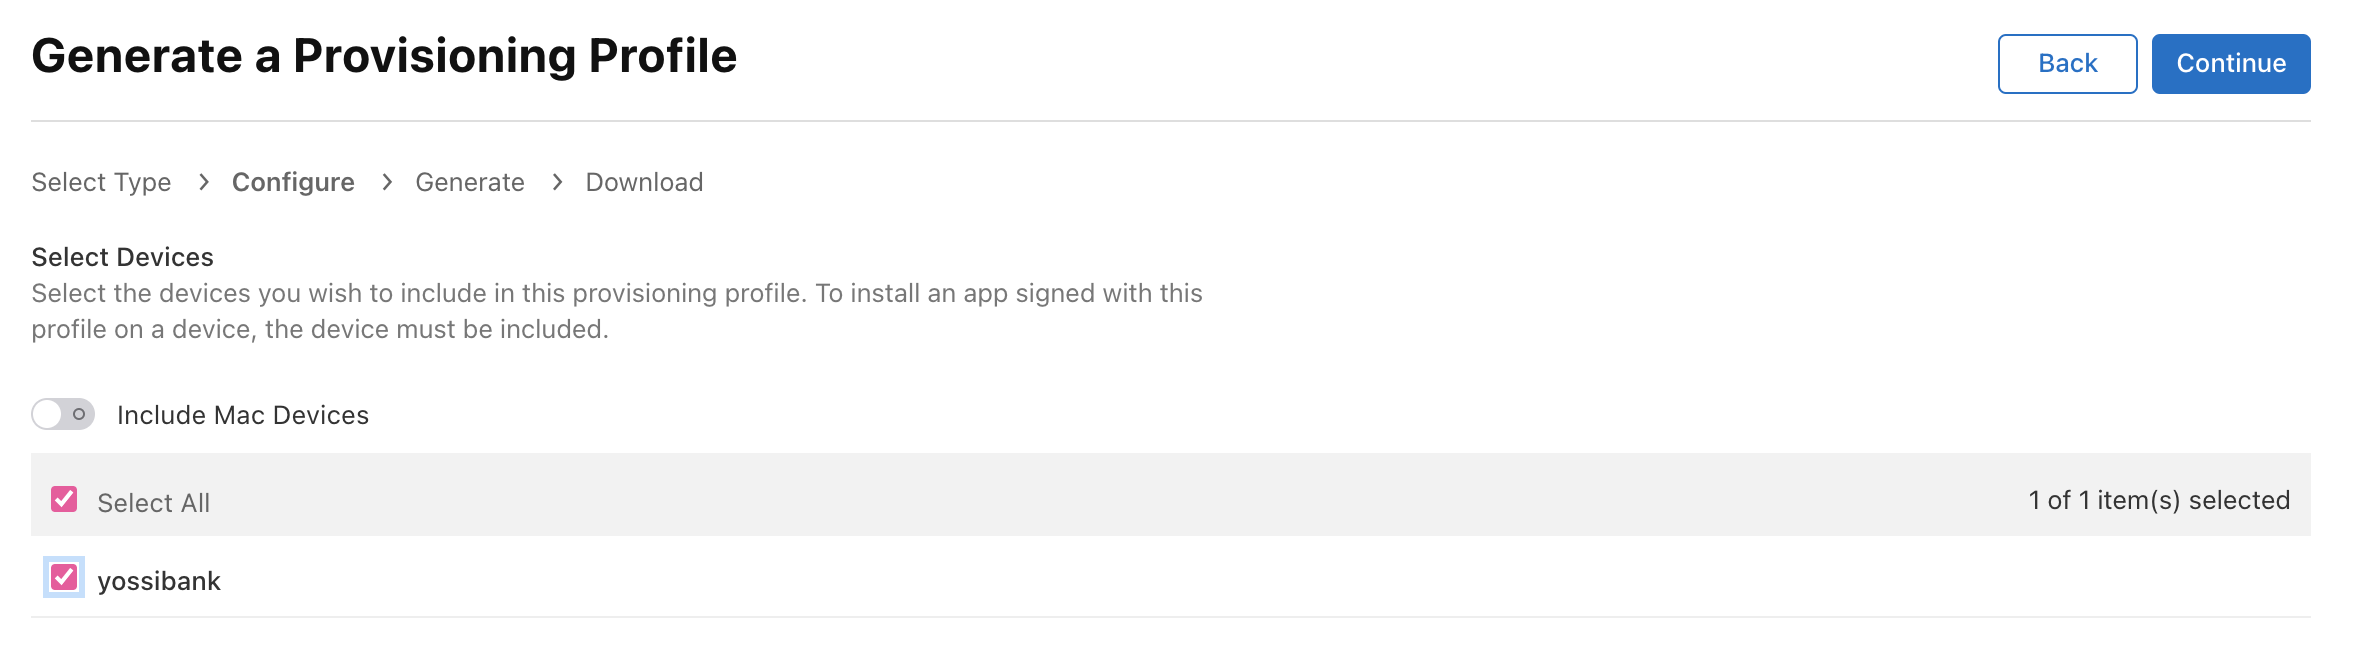 Generate a Provisioning Profile
Back
Continue
Select Type > Configure > Generate > Download
Select Devices
Select the devices you wish to include in this provisioning profile. To install an app signed with this
profile on a device, the device must be included.
Include Mac Devices
Select All
1 of 1 item(s) selected
yossibank